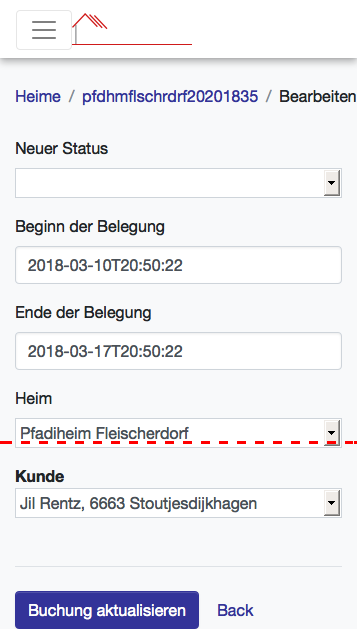 Heime / pfdhmflschrdrf20201835 / Bearbeiten
Neuer Status
Beginn der Belegung
2018-03-10T20:50:22
Ende der Belegung
2018-03-17T20:50:22
Heim
Pfadiheim Fleischerdorf
Kunde
Jil Rentz, 6663 Stoutjesdijkhagen
Buchung aktualisieren Back